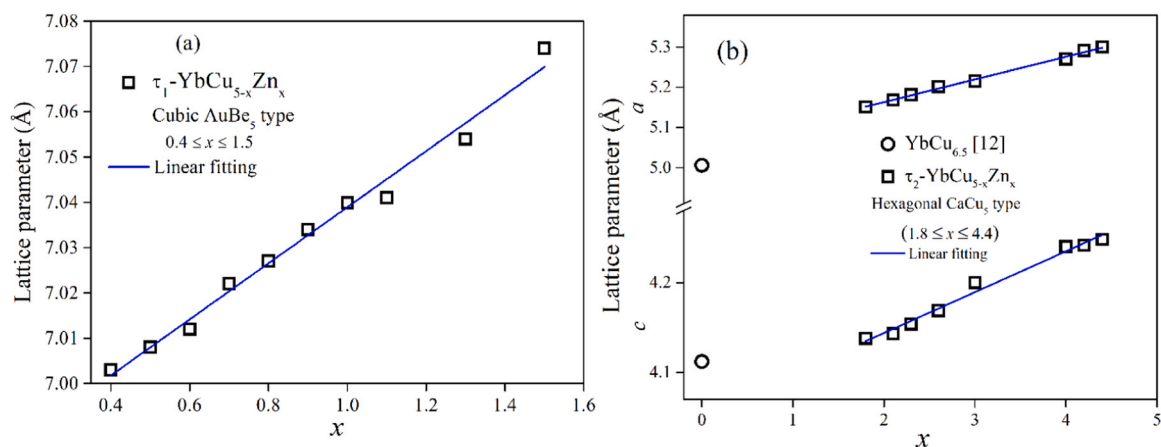 (a)
τ₁-YbCu₅₋ₓZnₓ
Cubic AuBe₅ type
0.4 ≤ x ≤ 1.5
Linear fitting
Lattice parameter (Å)
7.08
7.07
7.06
7.05
7.04
7.03
7.02
7.01
7.00
0.4 0.6 0.8 1.0 1.2 1.4 1.6
x
(b)
YbCu₆.₅ [12]
τ₂-YbCu₅₋ₓZnₓ
Hexagonal CaCu₅ type
(1.8 ≤ x ≤ 4.4)
Linear fitting
Lattice parameter (Å)
a
c
5.3
5.2
5.1
5.0
4.2
4.1
0 1 2 3 4 5
x